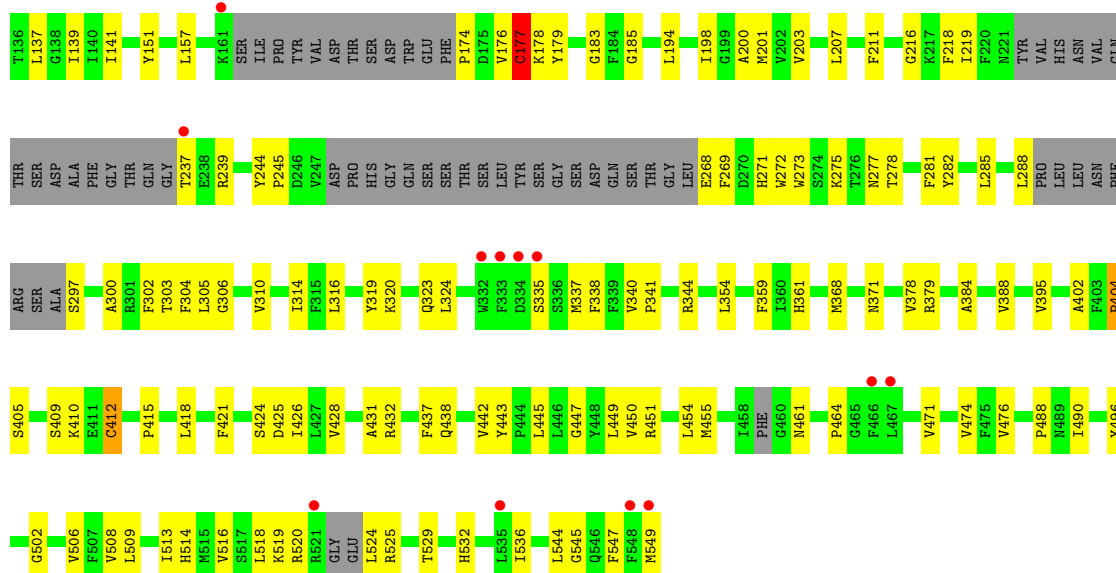 T136 L137 G138 I139 I140 I141 Y151 L157 K161 SER ILE PRO TYR VAL ASP THR SER ASP TRP GLU PHE P174 D175 V176 C177 K178 Y179 G183 F184 G185 L194 I198 G199 A200 M201 V202 V203 L207 F211 G216 K217 F218 I219 F220 N221 TYR VAL HIS ASN VAL GLN
THR SER ASP ALA PHE GLY THR GLN GLY T237 E238 R239 Y244 P245 D246 V247 ASP PRO HIS GLY GLN SER SER THR SER LEU TYR SER GLY SER ASP GLN SER THR GLY LEU E268 F269 D270 H271 W272 W273 S274 K275 T276 N277 T278 F281 Y282 L285 L288 PRO LEU LEU ASN PHE
ARG SER ALA S297 A300 R301 F302 T303 F304 L305 G306 V310 I314 F315 L316 Y319 K320 Q323 L324 W332 F333 D334 S335 S336 M337 F338 F339 V340 P341 R344 L354 F359 I360 H361 M368 N371 V378 R379 A384 V388 V395 A402 F403 R404
S405 S409 K410 E411 C412 P415 L418 F421 S424 D425 I426 L427 V428 A431 R432 F437 Q438 V442 Y443 P444 L445 L446 G447 Y448 L449 V450 R451 L454 M455 I458 PHE G460 N461 P464 G465 F466 L467 V471 V474 F475 V476 P488 N489 I490 Y496
G502 V506 F507 V508 L509 I513 H514 M515 V516 S517 L518 K519 R520 R521 GLY GLU L524 R525 T529 H532 L535 I536 L544 G545 Q546 F547 F548 M549